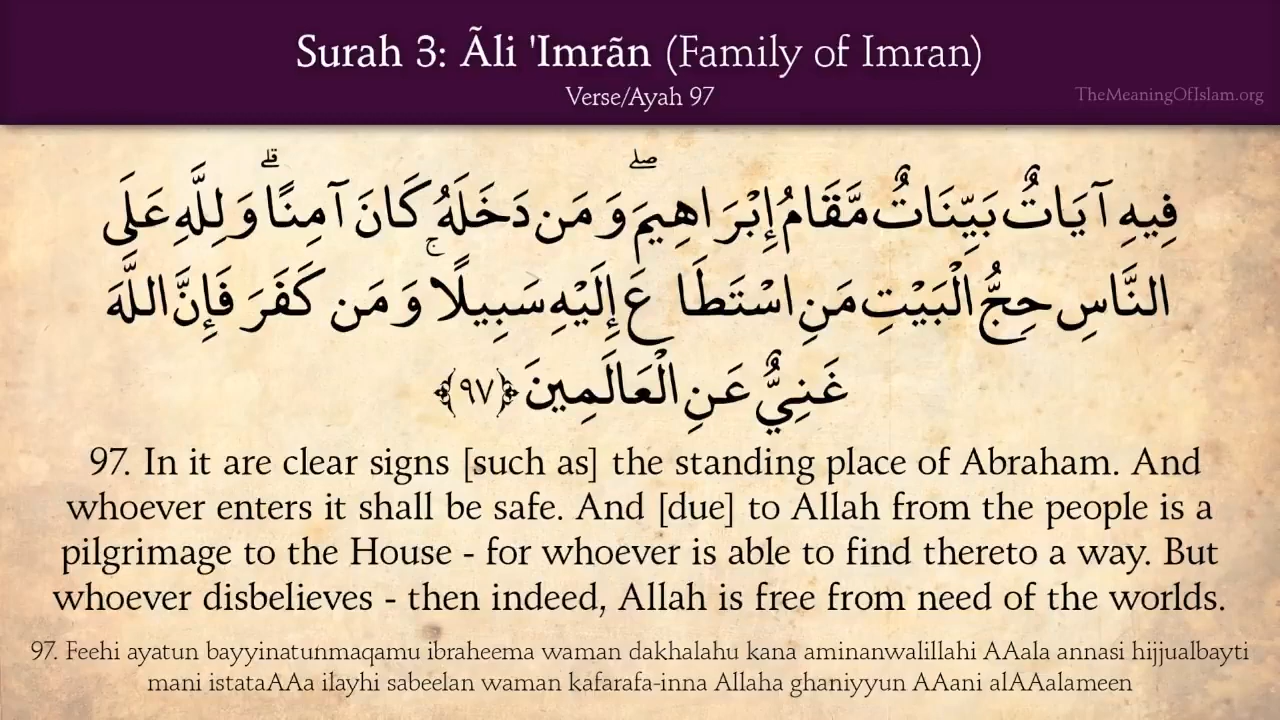 Surah 3: Ãli 'Imrãn (Family of Imran)
Verse/Ayah 97
TheMeaningOfIslam.org
فِيهِ آيَاتٌ بَيِّنَاتٌ مَّقَامُ إِبْرَاهِيمَ ۖ وَمَن دَخَلَهُ كَانَ آمِنًا ۗ وَلِلَّهِ عَلَى
النَّاسِ حِجُّ الْبَيْتِ مَنِ اسْتَطَاعَ إِلَيْهِ سَبِيلًا ۚ وَمَن كَفَرَ فَإِنَّ اللَّهَ
غَنِيٌّ عَنِ الْعَالَمِينَ ﴿٩٧﴾
97. In it are clear signs [such as] the standing place of Abraham. And
whoever enters it shall be safe. And [due] to Allah from the people is a
pilgrimage to the House - for whoever is able to find thereto a way. But
whoever disbelieves - then indeed, Allah is free from need of the worlds.
97. Feehi ayatun bayyinatunmaqamu ibraheema waman dakhalahu kana aminanwalillahi AAala annasi hijjualbayti
mani istataAAa ilayhi sabeelan waman kafarafa-inna Allaha ghaniyyun AAani alAAalameen